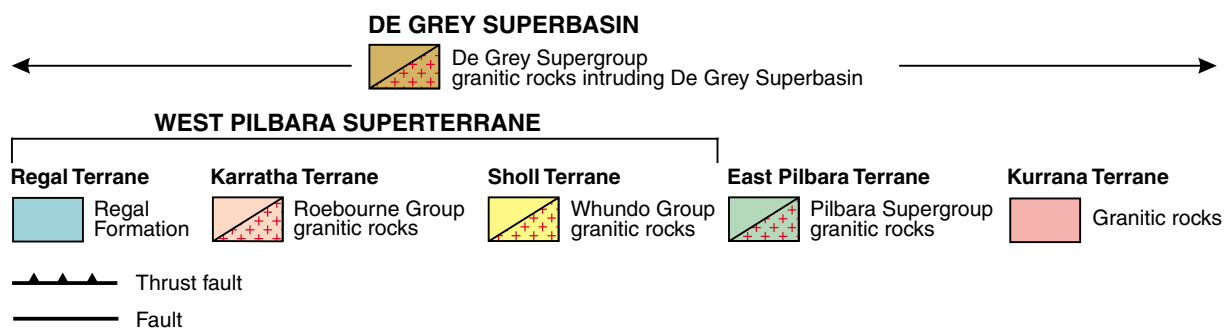 DE GREY SUPERBASIN
De Grey Supergroup
granitic rocks intruding De Grey Superbasin
WEST PILBARA SUPERTERRANE
Regal Terrane
Regal
Formation
Karratha Terrane
Roebourne Group
granitic rocks
Sholl Terrane
Whundo Group
granitic rocks
East Pilbara Terrane
Pilbara Supergroup
granitic rocks
Kurrana Terrane
Granitic rocks
Thrust fault
Fault